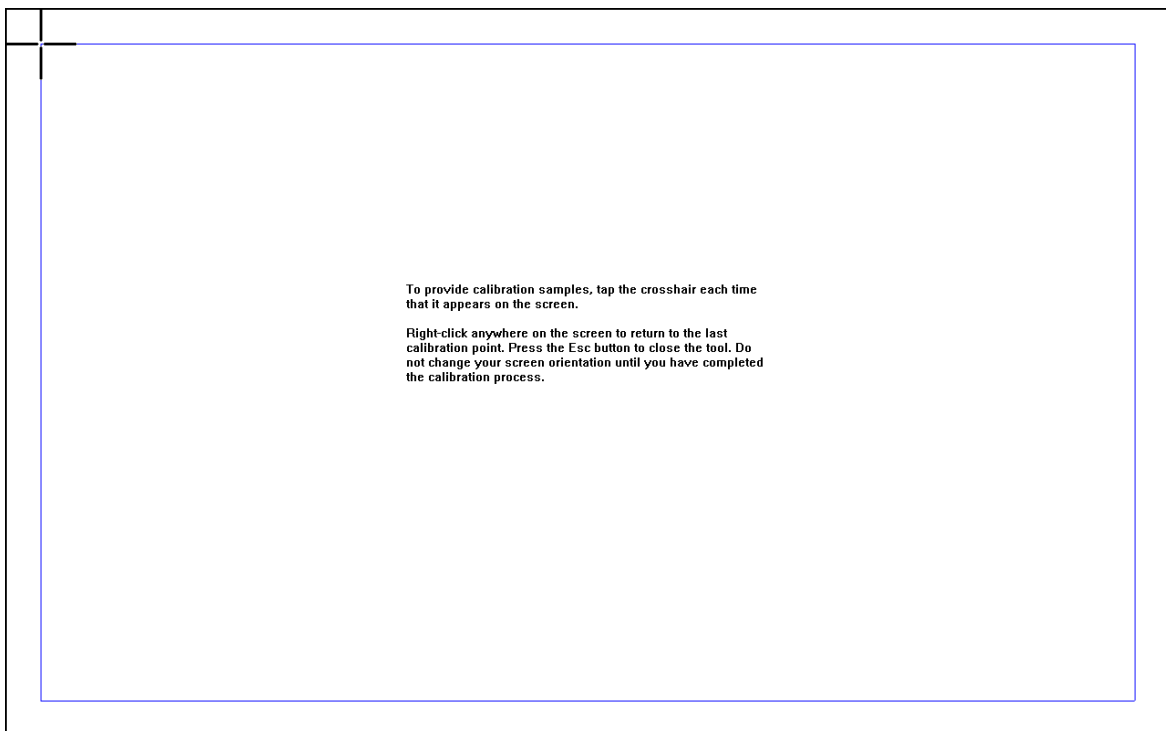 To provide calibration samples, tap the crosshair each time
that it appears on the screen.
Right-click anywhere on the screen to return to the last
calibration point. Press the Esc button to close the tool. Do
not change your screen orientation until you have completed
the calibration process.